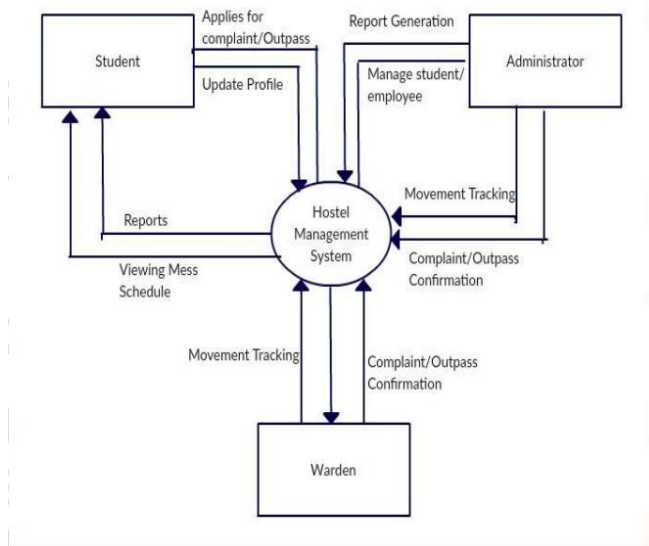 Applies for
complaint/Outpass
Student
Update Profile
Report Generation
Manage student/
employee
Administrator
Movement Tracking
Complaint/Outpass
Confirmation
Hostel
Management
System
Reports
Viewing Mess
Schedule
Movement Tracking
Complaint/Outpass
Confirmation
Warden